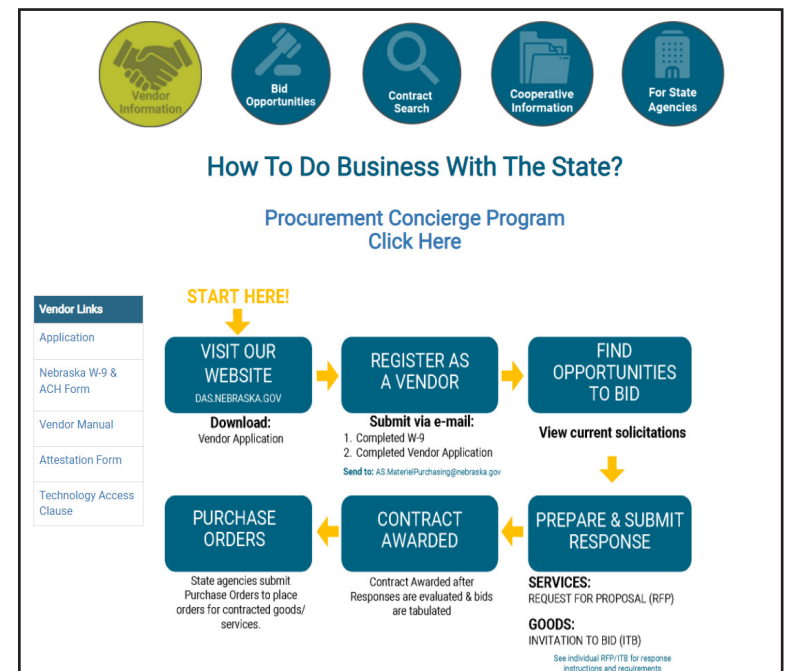 Vendor
Information
Bid
Opportunities
Contract
Search
Cooperative
Information
For State
Agencies
How To Do Business With The State?
Procurement Concierge Program
Click Here
Vendor Links
Application
Nebraska W-9 &
ACH Form
Vendor Manual
Attestation Form
Technology Access
Clause
START HERE!
VISIT OUR
WEBSITE
DAS.NEBRASKA.GOV
Download:
Vendor Application
REGISTER AS
A VENDOR
Submit via e-mail:
1. Completed W-9
2. Completed Vendor Application
Send to: AS.MaterielPurchasing@nebraska.gov
FIND
OPPORTUNITIES
TO BID
View current solicitations
PREPARE & SUBMIT
RESPONSE
SERVICES:
REQUEST FOR PROPOSAL (RFP)
GOODS:
INVITATION TO BID (ITB)
See individual RFP/ITB for response
instructions and requirements
CONTRACT
AWARDED
Contract Awarded after
Responses are evaluated & bids
are tabulated
PURCHASE
ORDERS
State agencies submit
Purchase Orders to place
orders for contracted goods/
services.